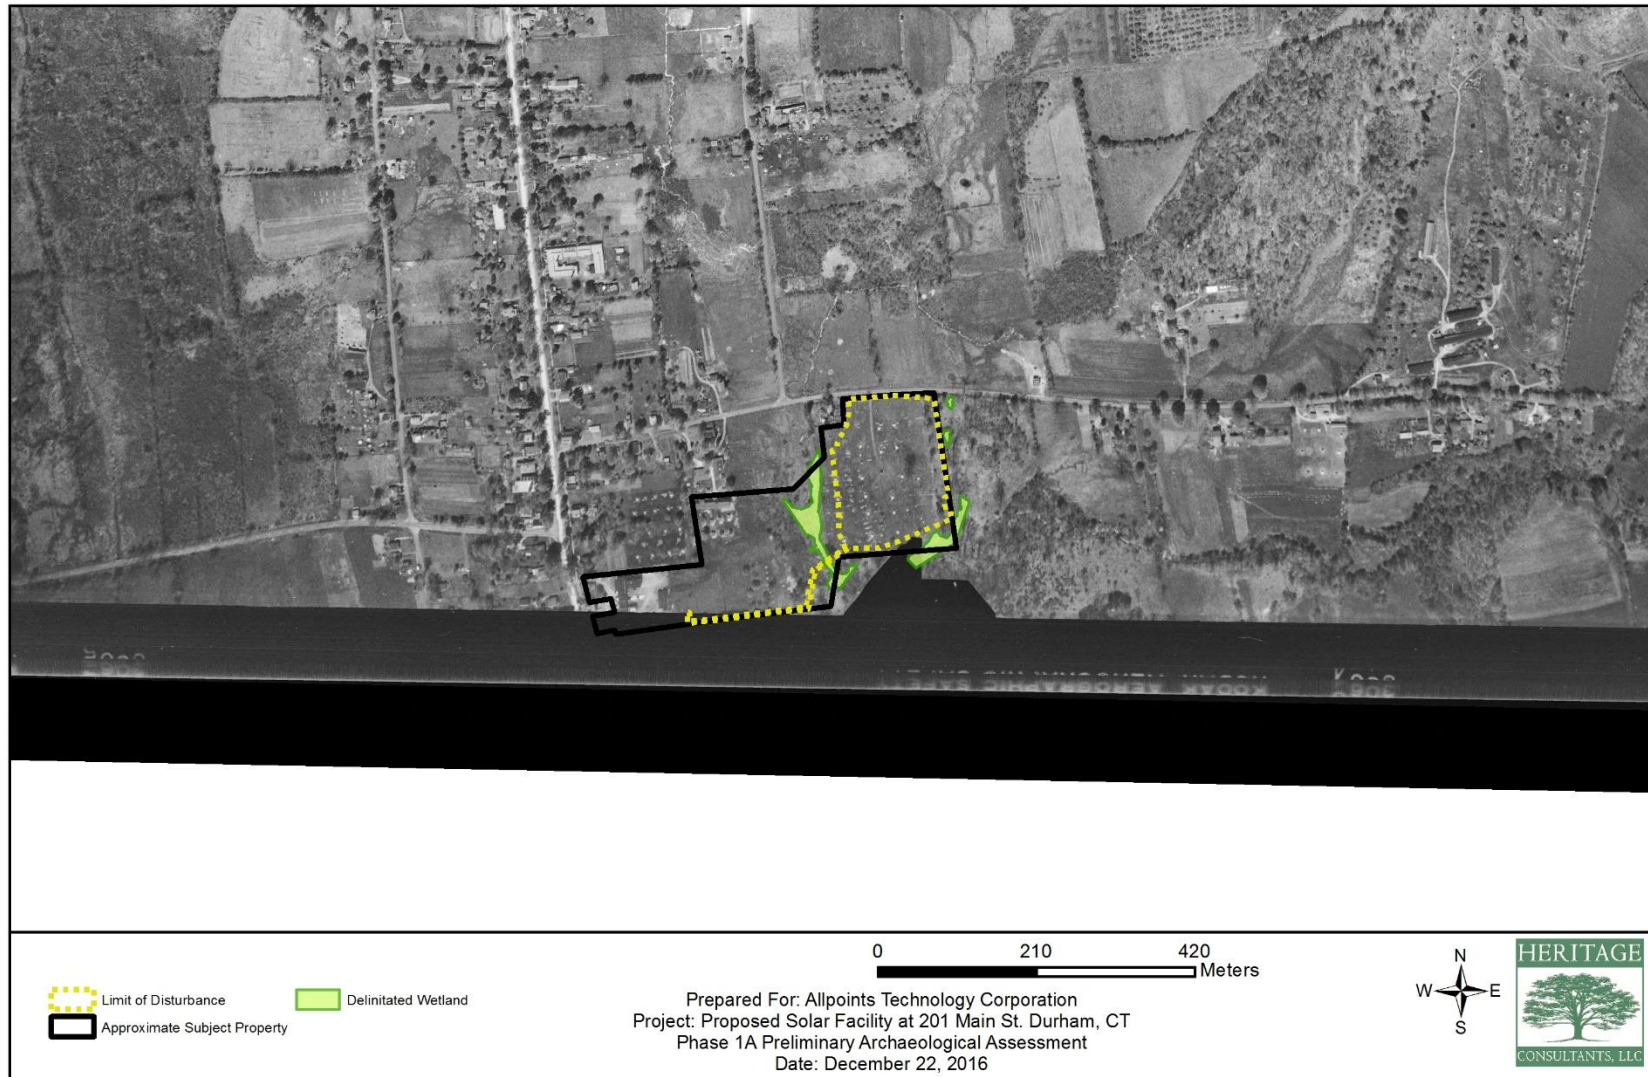 0 210 420
Meters
Limit of Disturbance
Delinitated Wetland
Approximate Subject Property
Prepared For: Allpoints Technology Corporation
Project: Proposed Solar Facility at 201 Main St. Durham, CT
Phase 1A Preliminary Archaeological Assessment
Date: December 22, 2016
N
W E
S
HERITAGE
CONSULTANTS, LLC